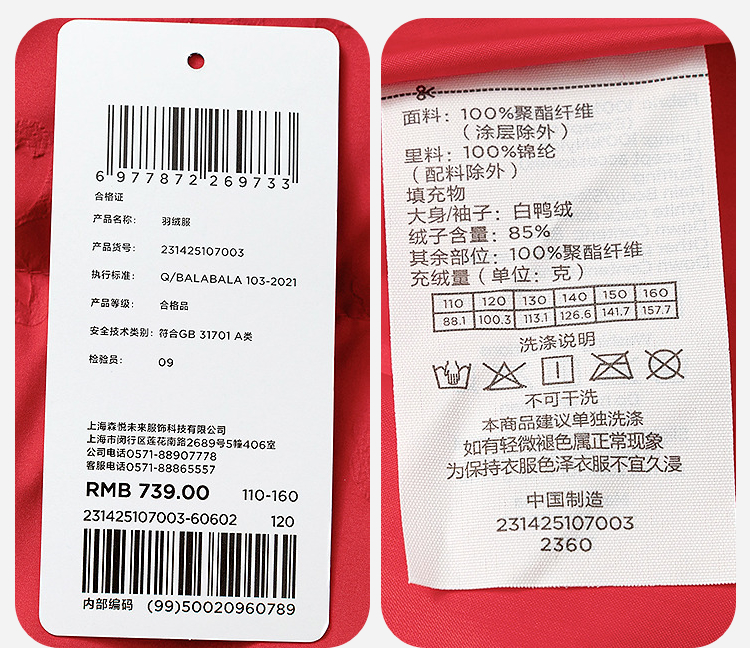 6 977872 269733
合格证
产品名称: 羽绒服
产品货号: 231425107003
执行标准: Q/BALABALA 103-2021
产品等级: 合格品
安全技术类别: 符合GB 31701 A类
检验员: 09
上海森悦未来服饰科技有限公司
上海市闵行区莲花南路2689号5幢406室
公司电话0571-88907778
客服电话0571-88865557
RMB 739.00 110-160
231425107003-60602 120
内部编码 (99)50020960789
面料: 100%聚酯纤维
(涂层除外)
里料: 100%锦纶
(配料除外)
填充物
大身/袖子: 白鸭绒
绒子含量: 85%
其余部位: 100%聚酯纤维
充绒量(单位: 克)
110 120 130 140 150 160
88.1 100.3 113.1 126.6 141.7 157.7
洗涤说明
不可干洗
本商品建议单独洗涤
如有轻微褪色属正常现象
为保持衣服色泽衣服不宜久浸
中国制造
231425107003
2360